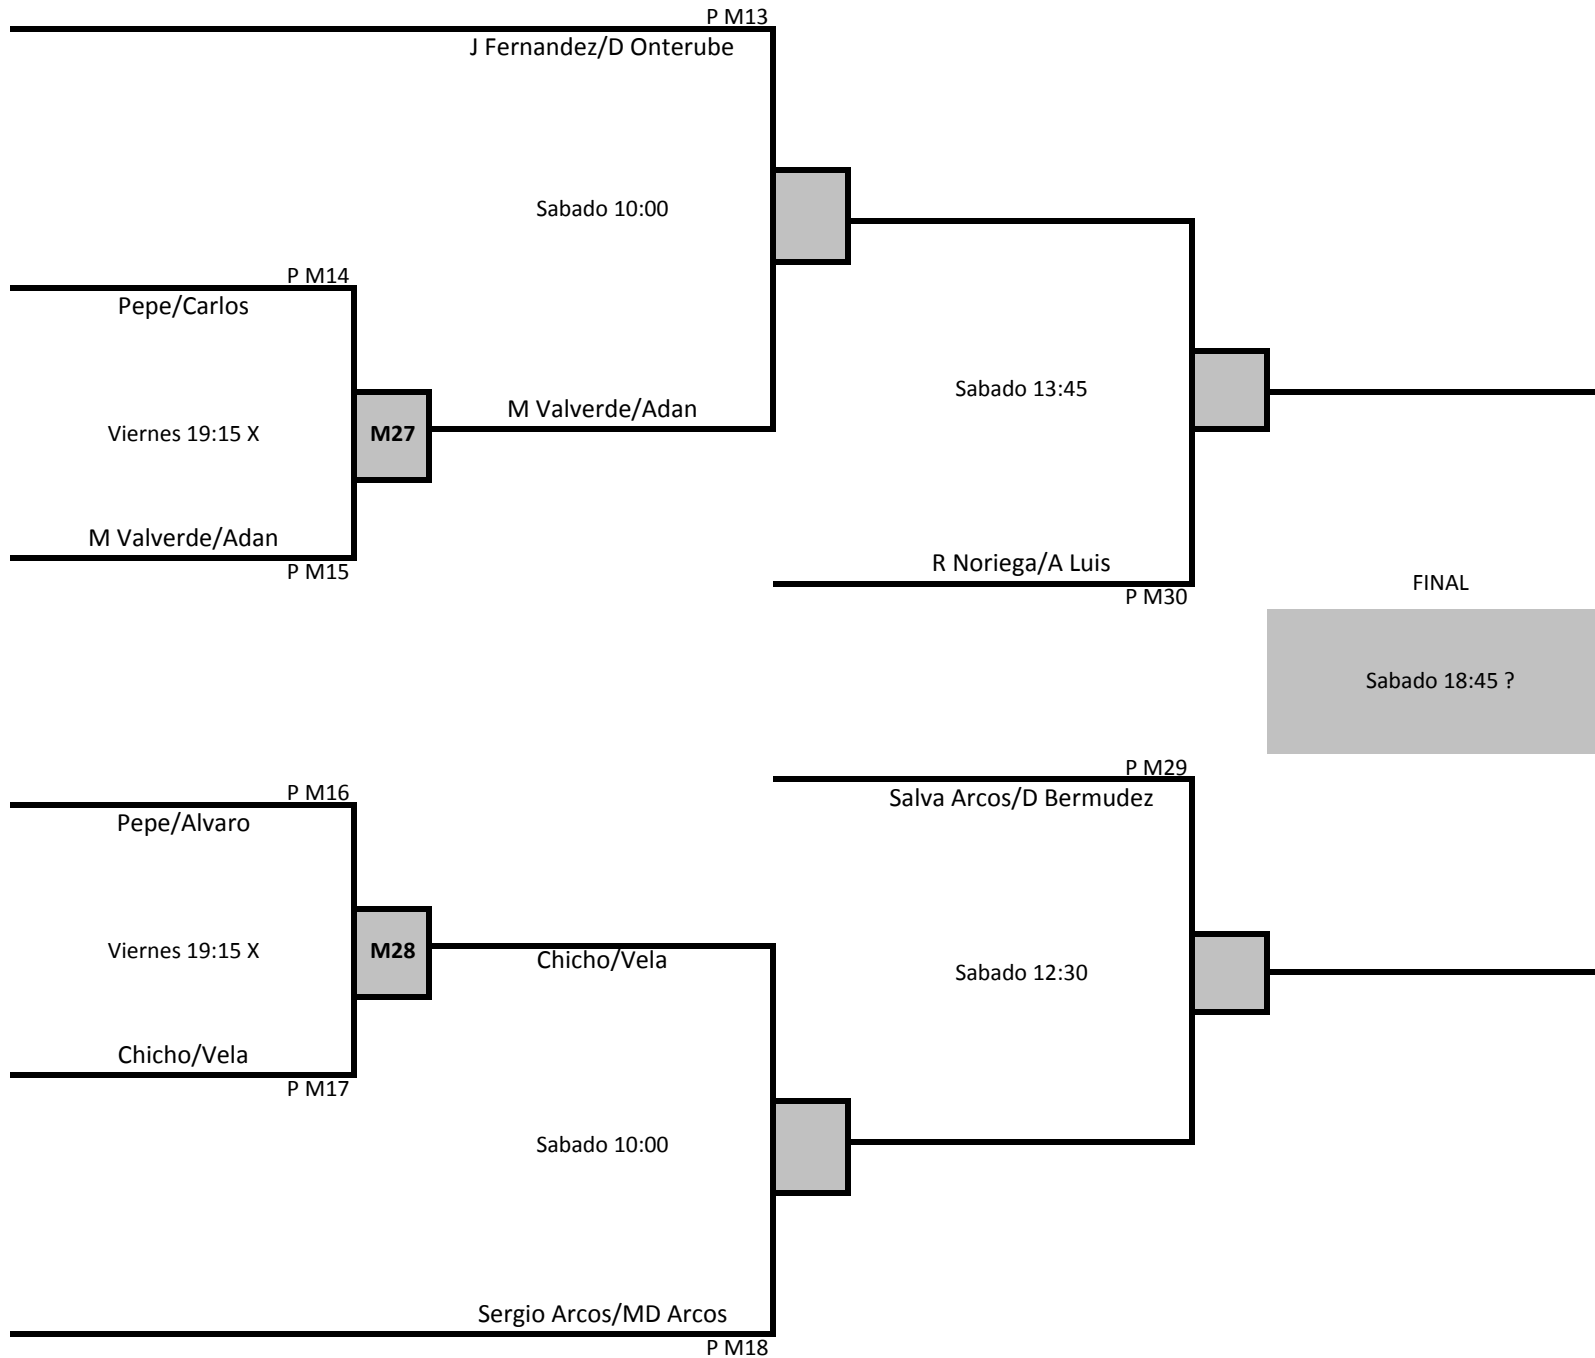 P M13
J Fernandez/D Onterube
Sabado 10:00
P M14
Pepe/Carlos
Sabado 13:45
M Valverde/Adan
Viernes 19:15 X
M27
M Valverde/Adan
P M15
R Noriega/A Luis
P M30
FINAL
Sabado 18:45 ?
P M29
Salva Arcos/D Bermudez
P M16
Pepe/Alvaro
Viernes 19:15 X
M28
Chicho/Vela
Sabado 12:30
Chicho/Vela
P M17
Sabado 10:00
Sergio Arcos/MD Arcos
P M18